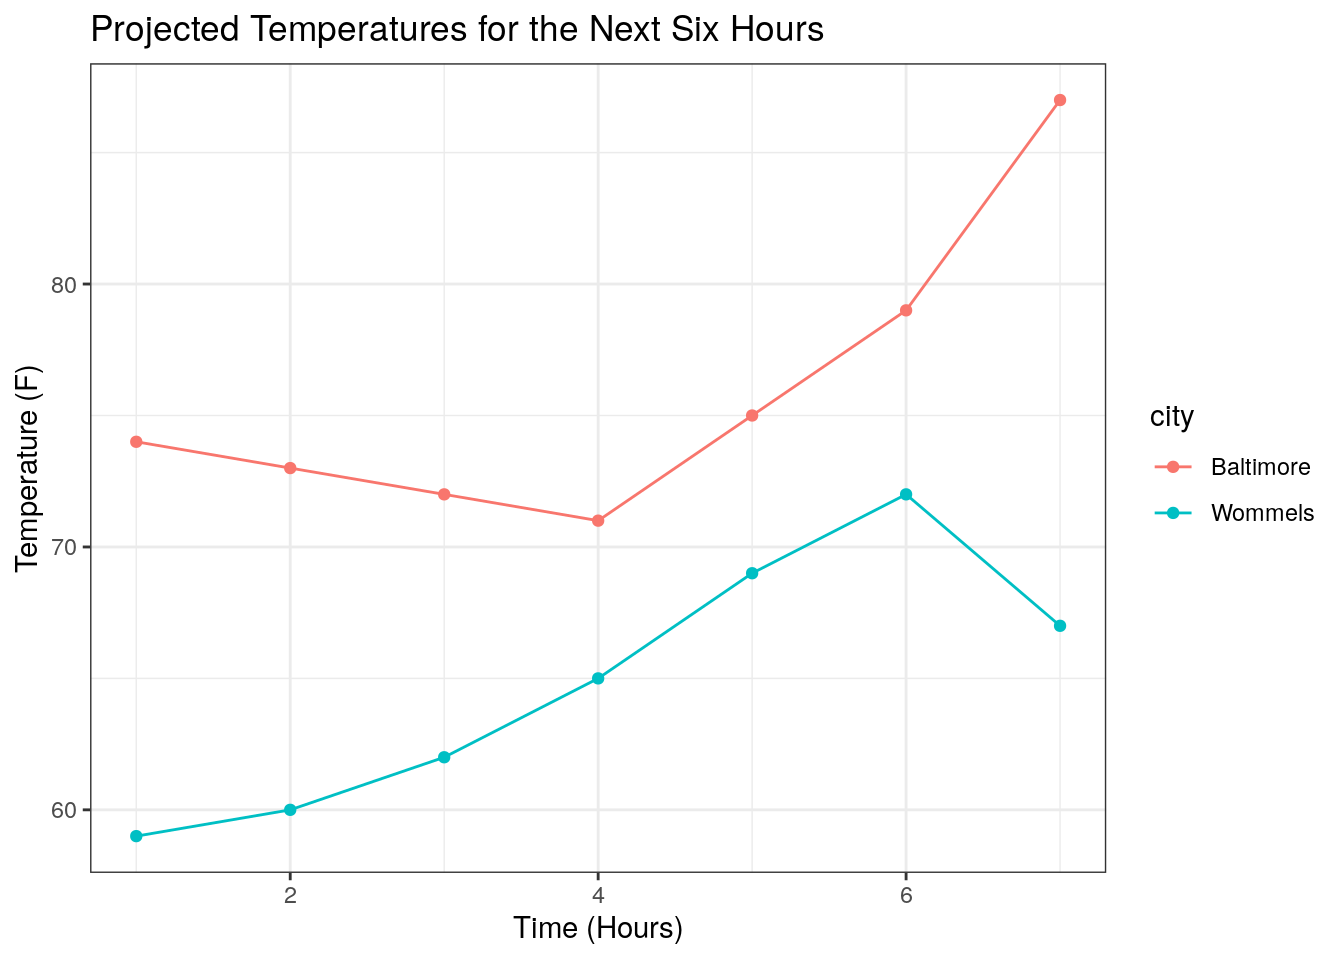 Projected Temperatures for the Next Six Hours
80
70
60
Temperature (F)
2
4
6
Time (Hours)
city
Baltimore
Wommels